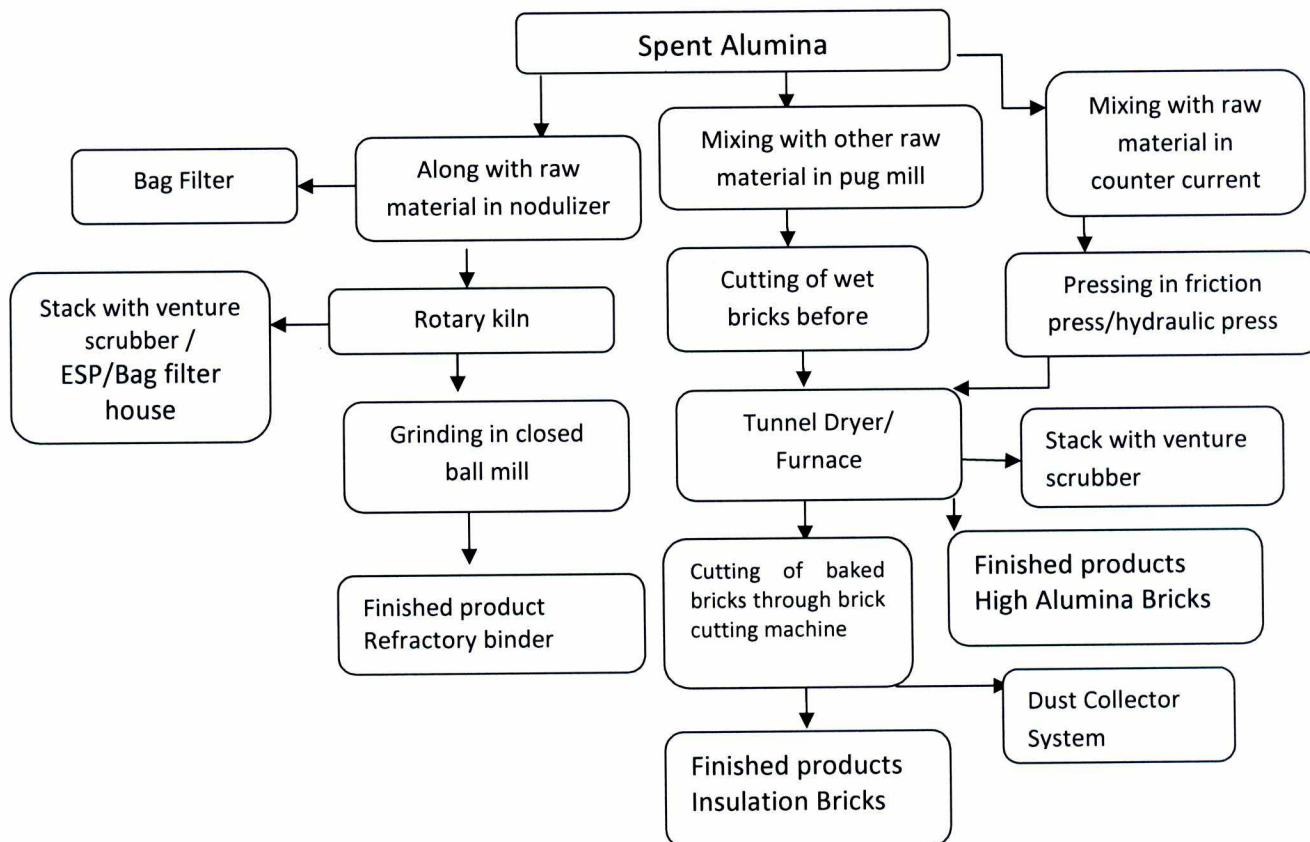 Spent Alumina
Bag Filter
Along with raw
material in nodulizer
Mixing with other raw
material in pug mill
Mixing with raw
material in
counter current
Stack with venture
scrubber /
ESP/Bag filter
house
Rotary kiln
Cutting of wet
bricks before
Pressing in friction
press/hydraulic press
Grinding in closed
ball mill
Tunnel Dryer/
Furnace
Stack with venture
scrubber
Finished product
Refractory binder
Cutting of baked
bricks through brick
cutting machine
Finished products
High Alumina Bricks
Dust Collector
System
Finished products
Insulation Bricks